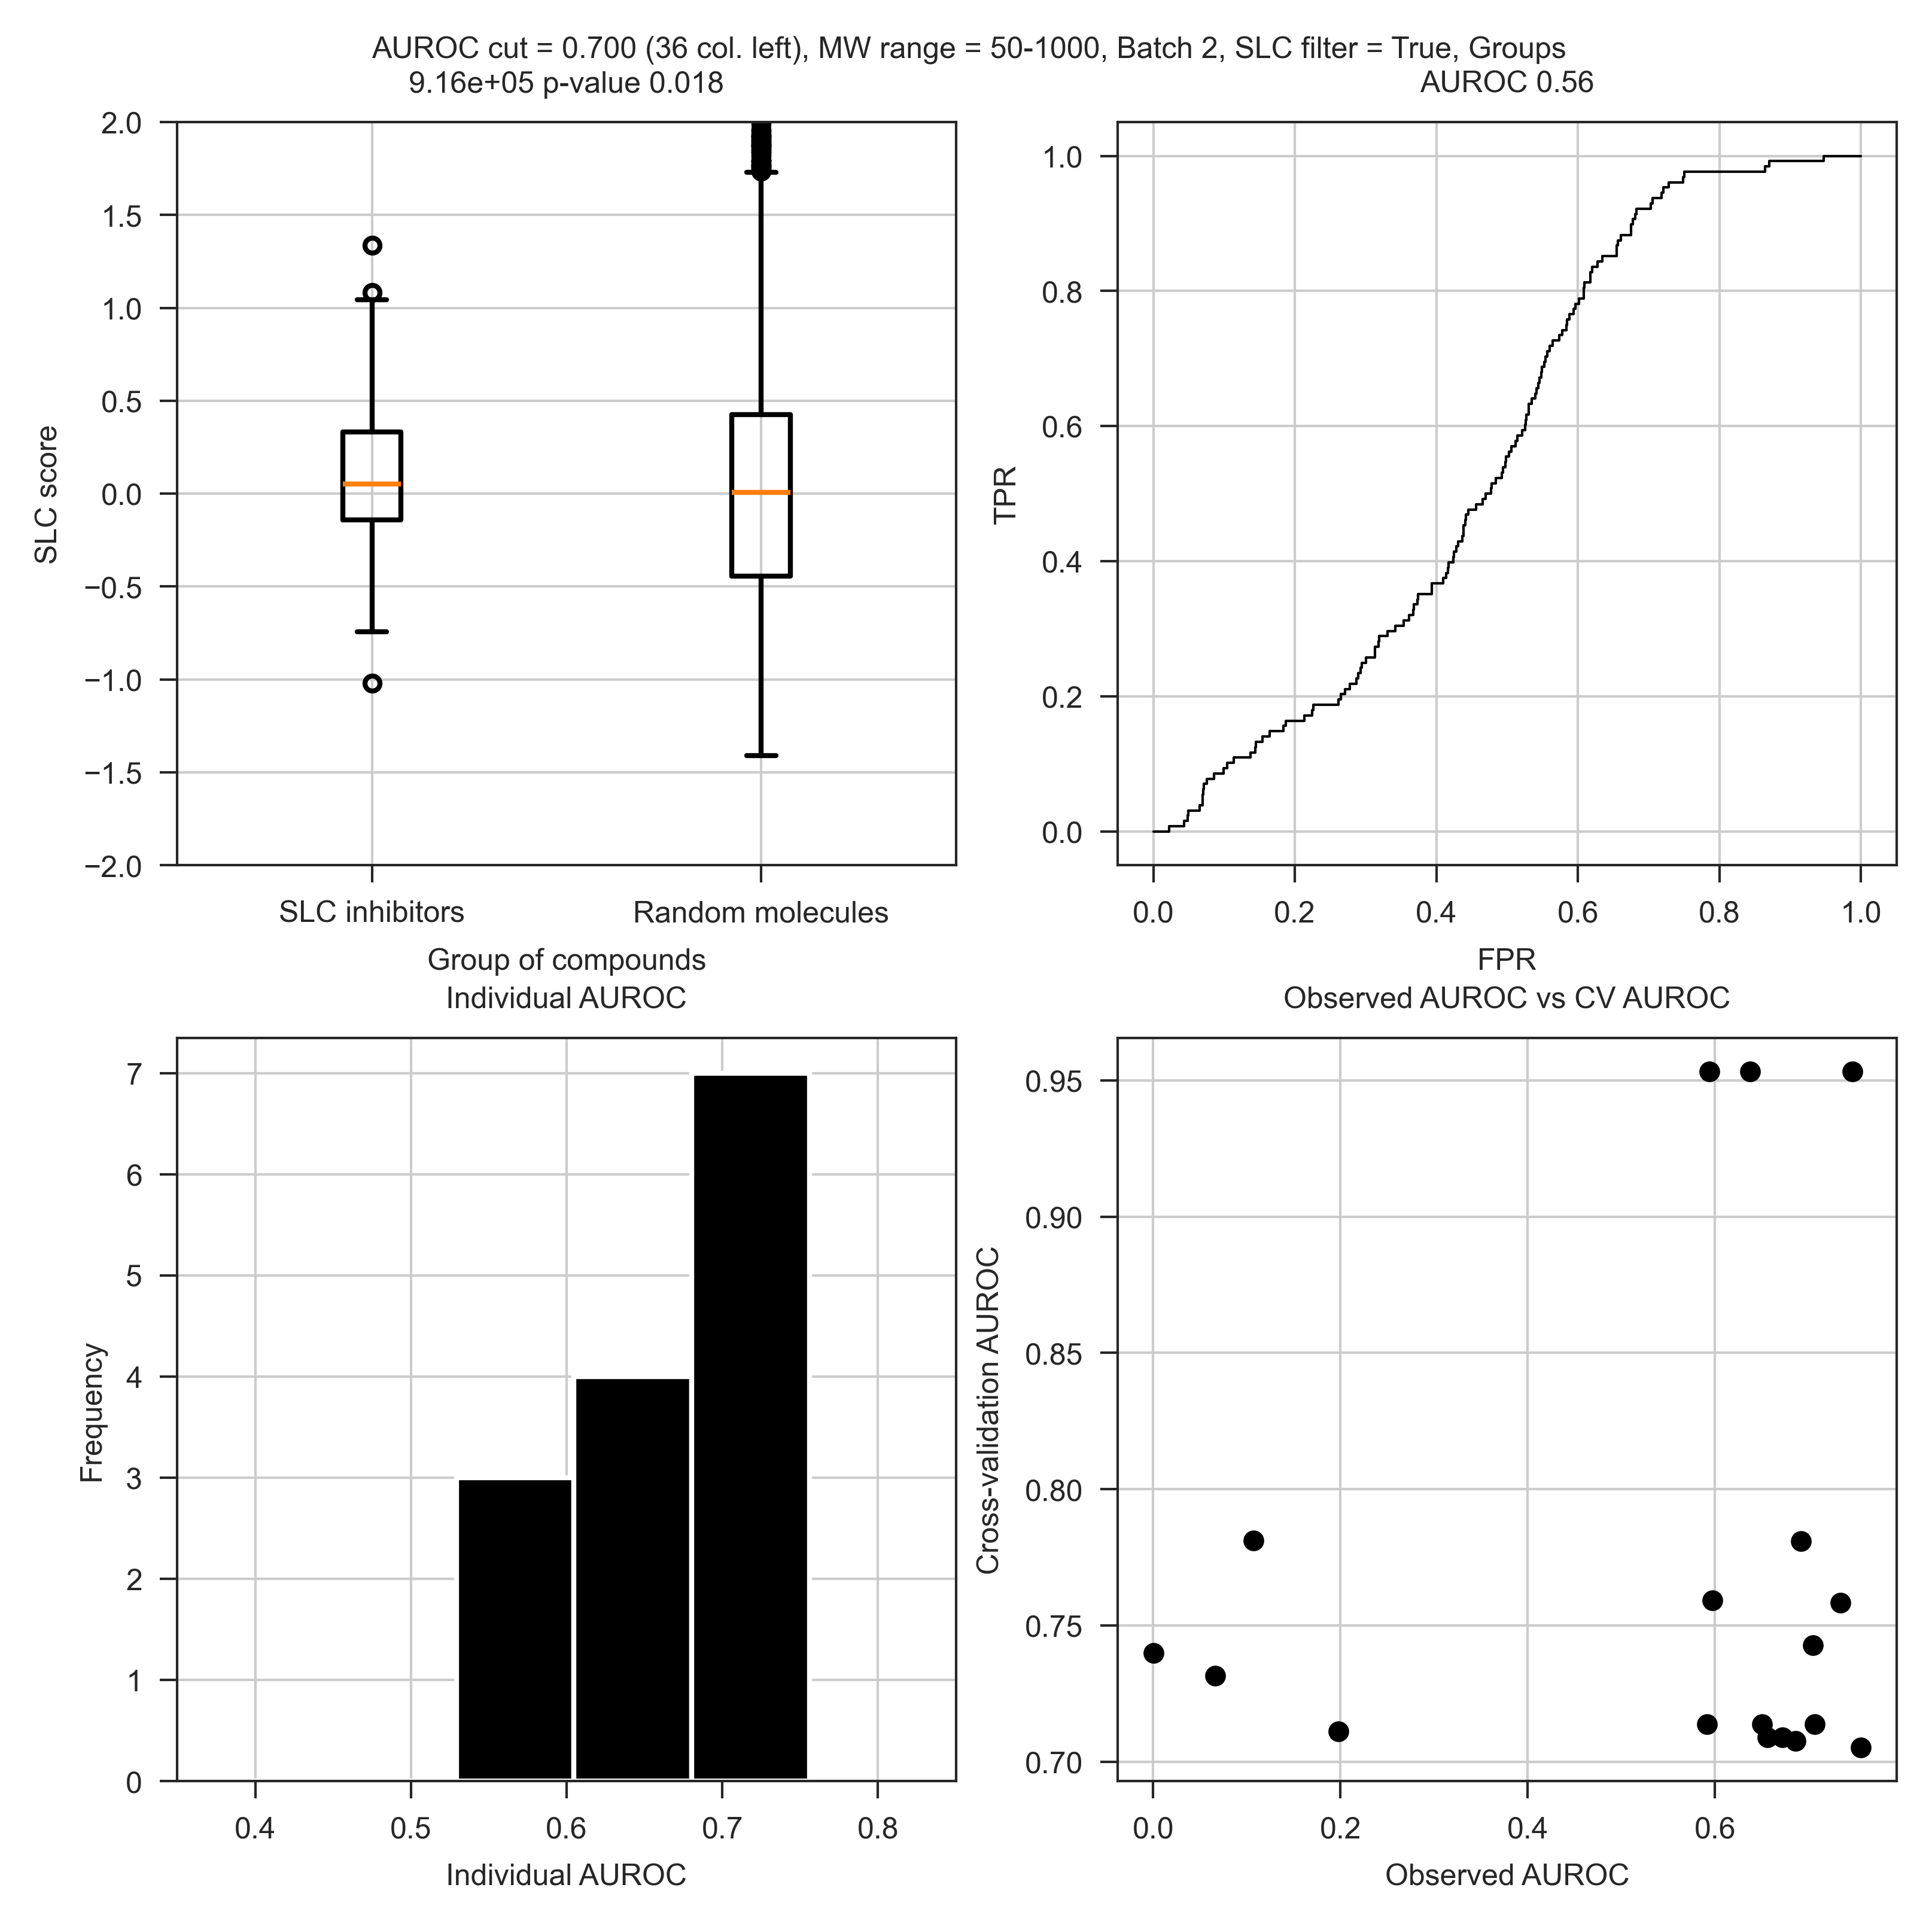 AUROC cut = 0.700 (36 col. left), MW range = 50-1000, Batch 2, SLC filter = True, Groups
9.16e+05 p-value 0.018
2.0
1.5
1.0
0.5
0.0
−0.5
−1.0
−1.5
−2.0
SLC score
SLC inhibitors
Random molecules
Group of compounds
AUROC 0.56
1.0
0.8
0.6
0.4
0.2
0.0
TPR
0.0
0.2
0.4
0.6
0.8
1.0
FPR
Individual AUROC
7
6
5
4
3
2
1
0
Frequency
0.4
0.5
0.6
0.7
0.8
Individual AUROC
Observed AUROC vs CV AUROC
0.95
0.90
0.85
0.80
0.75
0.70
Cross-validation AUROC
0.0
0.2
0.4
0.6
Observed AUROC